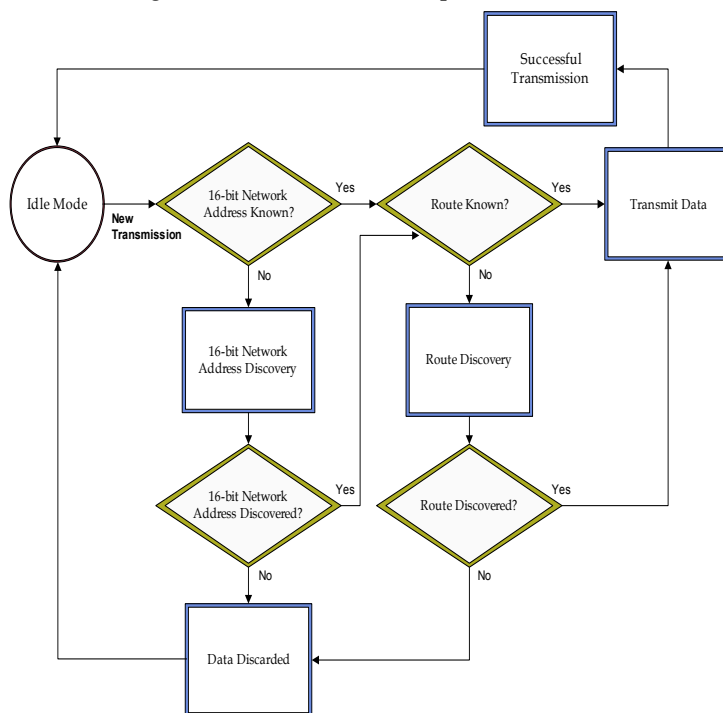 Successful
Transmission
Idle Mode
New
Transmission
16-bit Network
Address Known?
Yes
Route Known?
Yes
Transmit Data
No
No
16-bit Network
Address Discovery
Route Discovery
16-bit Network
Address Discovered?
Yes
Route Discovered?
Yes
No
No
Data Discarded